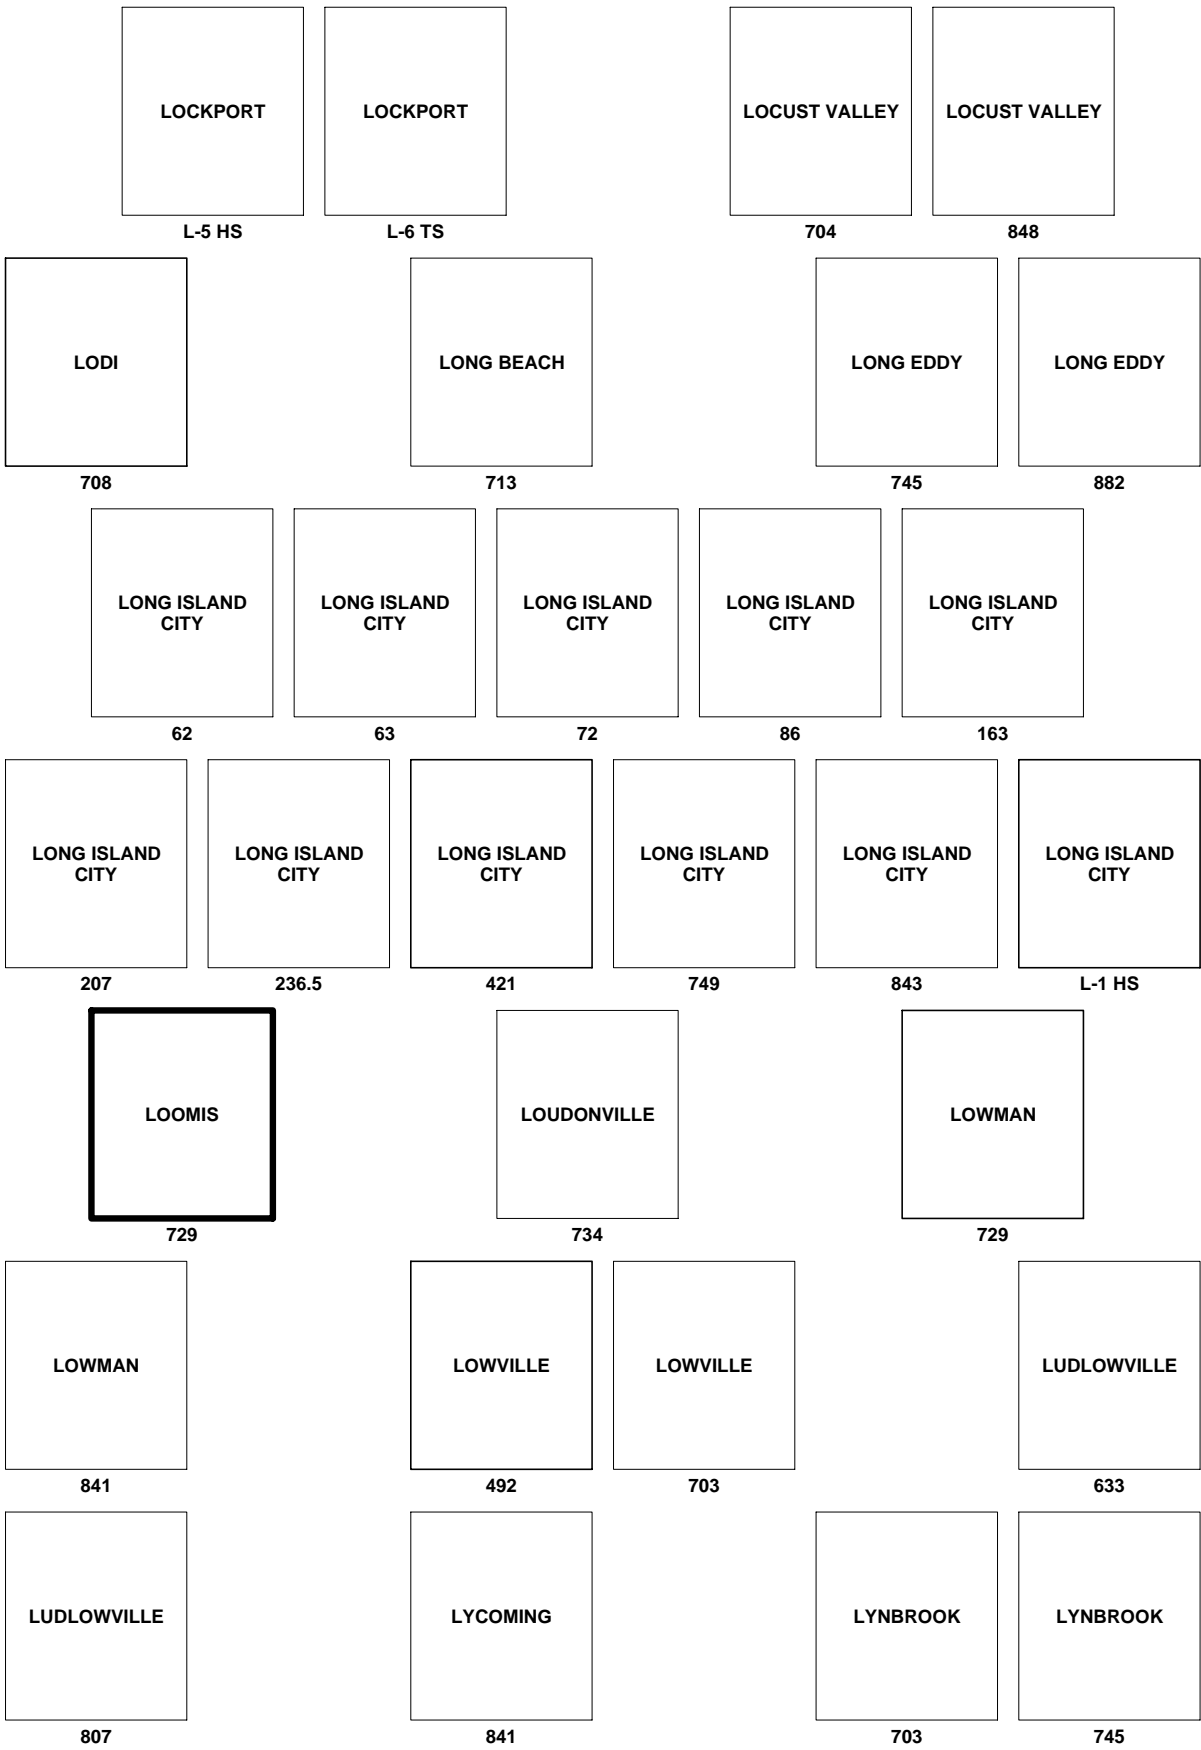 LOCKPORT
L-5 HS
LOCKPORT
L-6 TS
LOCUST VALLEY
704
LOCUST VALLEY
848
LODI
708
LONG BEACH
713
LONG EDDY
745
LONG EDDY
882
LONG ISLAND
CITY
62
LONG ISLAND
CITY
63
LONG ISLAND
CITY
72
LONG ISLAND
CITY
86
LONG ISLAND
CITY
163
LONG ISLAND
CITY
207
LONG ISLAND
CITY
236.5
LONG ISLAND
CITY
421
LONG ISLAND
CITY
749
LONG ISLAND
CITY
843
LONG ISLAND
CITY
L-1 HS
LOOMIS
729
LOUDONVILLE
734
LOWMAN
729
LOWMAN
841
LOWVILLE
492
LOWVILLE
703
LUDLOWVILLE
633
LUDLOWVILLE
807
LYCOMING
841
LYNBROOK
703
LYNBROOK
745